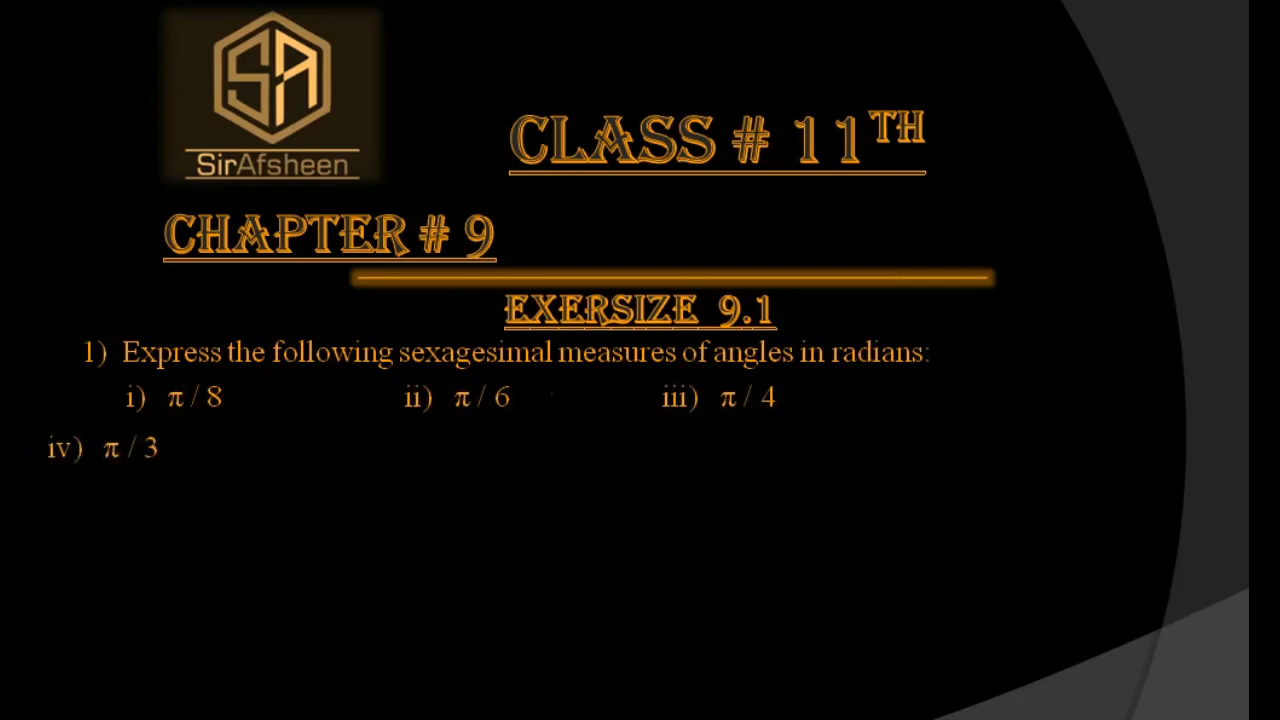 SA
SirAfsheen
CLASS # 11TH
CHAPTER # 9
EXERSIZE 9.1
1) Express the following sexagesimal measures of angles in radians:
i) π / 8 ii) π / 6 iii) π / 4
iv) π / 3